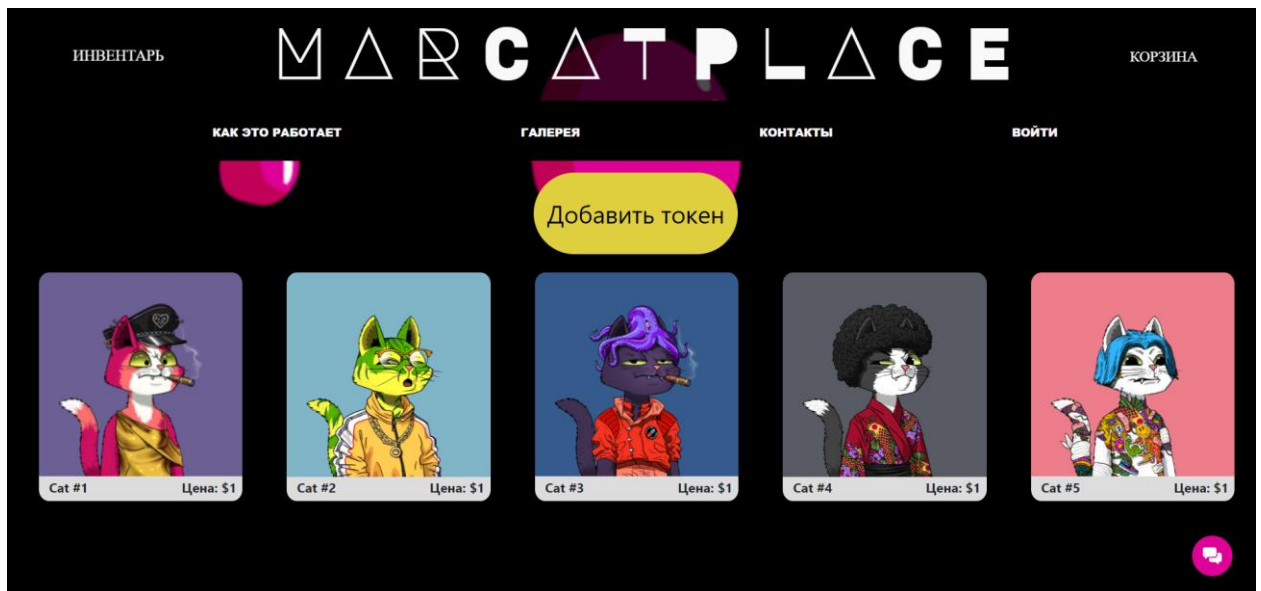 ИНВЕНТАРЬ
MARCATPLACE
КОРЗИНА
КАК ЭТО РАБОТАЕТ
ГАЛЕРЕЯ
КОНТАКТЫ
ВОЙТИ
Добавить токен
Cat #1 Цена: $1
Cat #2 Цена: $1
Cat #3 Цена: $1
Cat #4 Цена: $1
Cat #5 Цена: $1